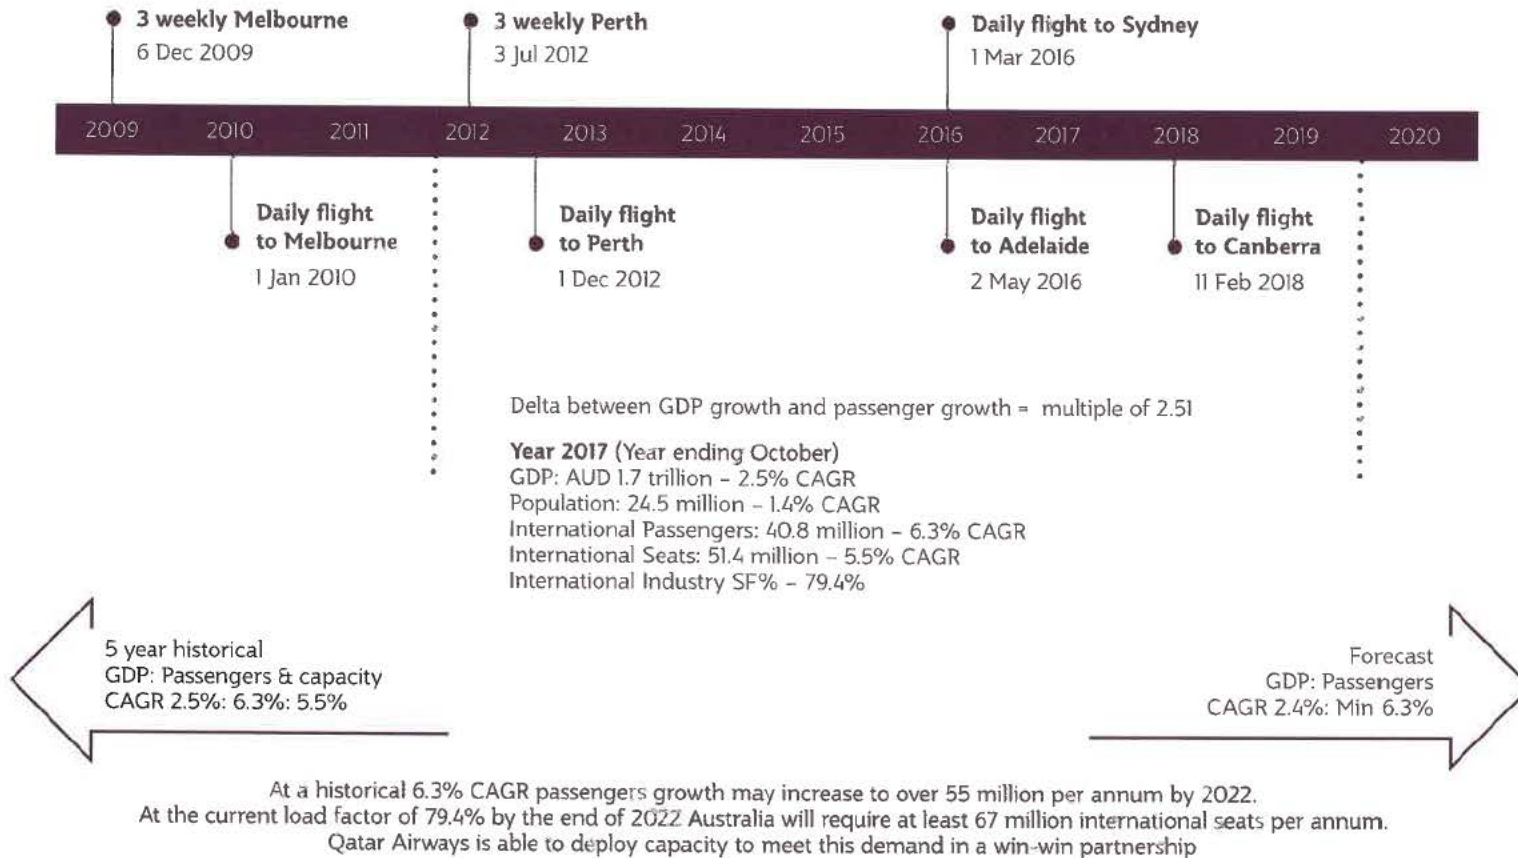 3 weekly Melbourne
6 Dec 2009
3 weekly Perth
3 Jul 2012
Daily flight to Sydney
1 Mar 2016
2009 2010 2011 2012 2013 2014 2015 2016 2017 2018 2019 2020
Daily flight
to Melbourne
1 Jan 2010
Daily flight
to Perth
1 Dec 2012
Daily flight
to Adelaide
2 May 2016
Daily flight
to Canberra
11 Feb 2018
Delta between GDP growth and passenger growth = multiple of 2.51
Year 2017 (Year ending October)
GDP: AUD 1.7 trillion – 2.5% CAGR
Population: 24.5 million – 1.4% CAGR
International Passengers: 40.8 million – 6.3% CAGR
International Seats: 51.4 million – 5.5% CAGR
International Industry SF% – 79.4%
5 year historical
GDP: Passengers & capacity
CAGR 2.5%: 6.3%: 5.5%
Forecast
GDP: Passengers
CAGR 2.4%: Min 6.3%
At a historical 6.3% CAGR passengers growth may increase to over 55 million per annum by 2022.
At the current load factor of 79.4% by the end of 2022 Australia will require at least 67 million international seats per annum.
Qatar Airways is able to deploy capacity to meet this demand in a win-win partnership